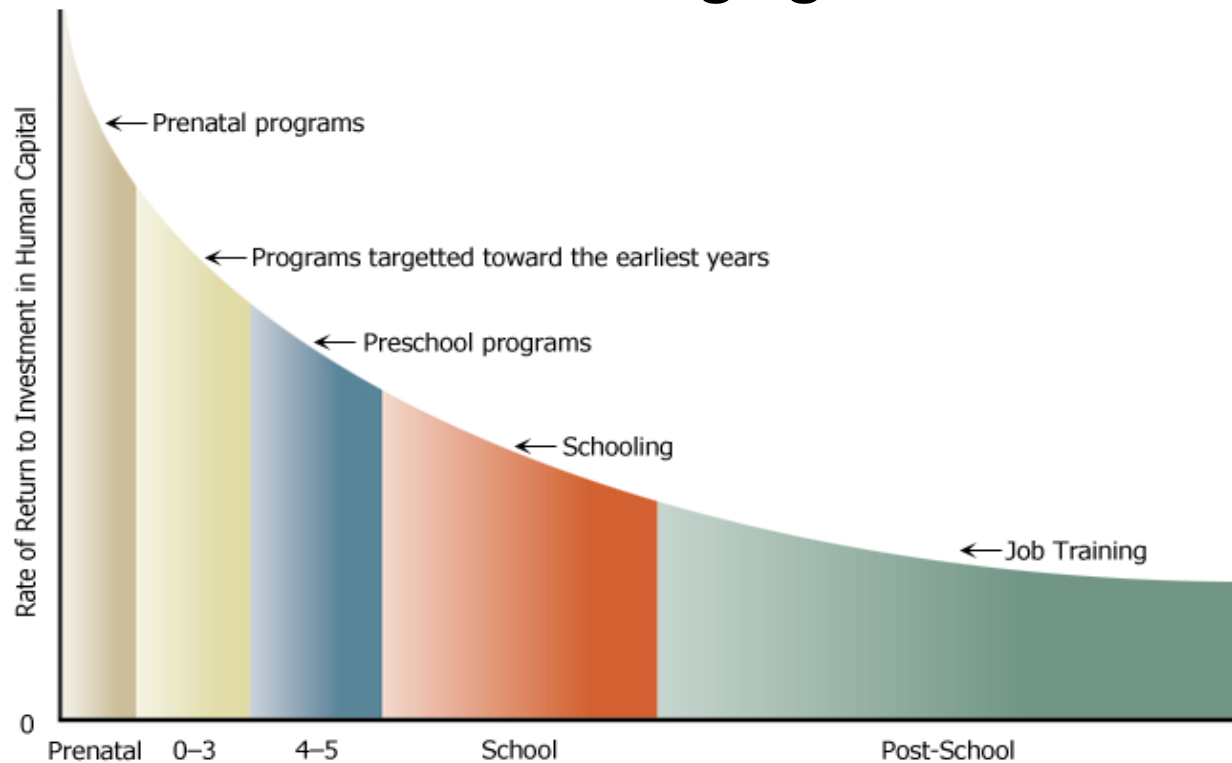 Prenatal programs
Programs targetted toward the earliest years
Preschool programs
Schooling
Job Training
Rate of Return to Investment in Human Capital
0
Prenatal
0–3
4–5
School
Post-School